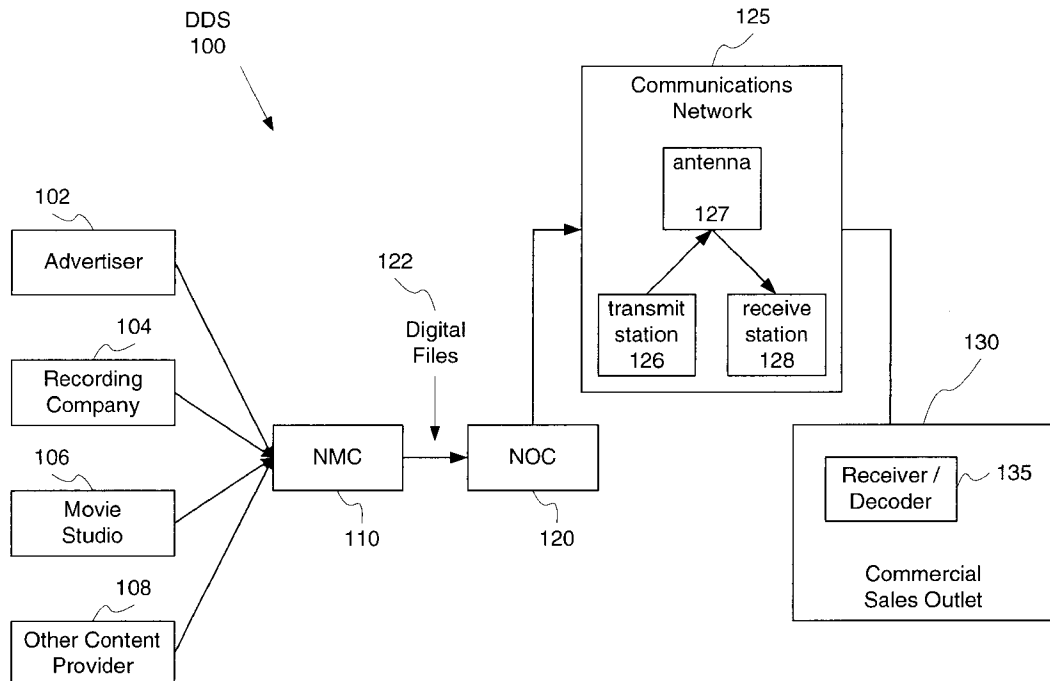 DDS
100
125
Communications
Network
antenna
127
transmit
station
126
receive
station
128
102
Advertiser
104
Recording
Company
106
Movie
Studio
108
Other Content
Provider
122
Digital
Files
NMC
110
NOC
120
130
Receiver /
Decoder
135
Commercial
Sales Outlet